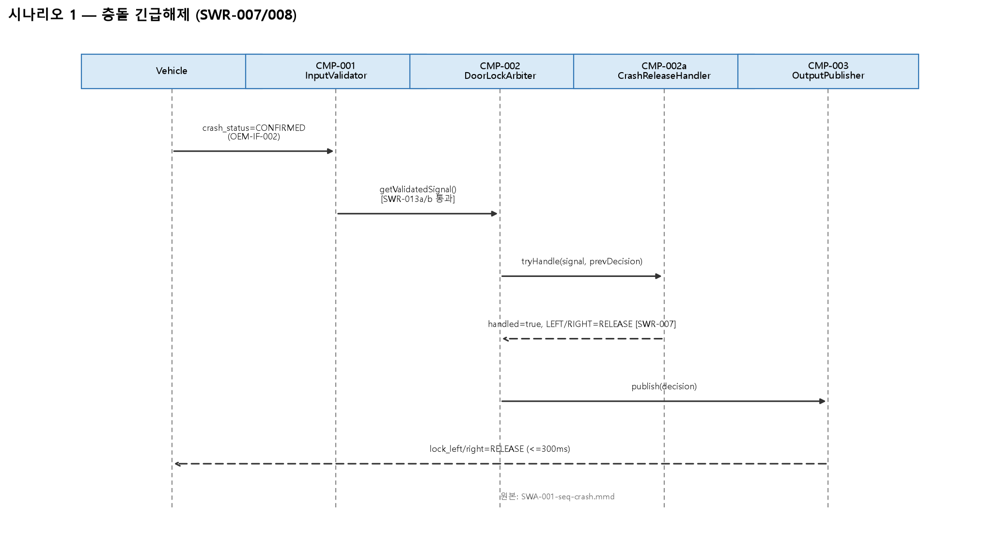 시나리오 1 — 충돌 긴급해제 (SWR-007/008)
Vehicle
CMP-001
InputValidator
CMP-002
DoorLockArbiter
CMP-002a
CrashReleaseHandler
CMP-003
OutputPublisher
crash_status=CONFIRMED
(OEM-IF-002)
getValidatedSignal()
[SWR-013a/b 통과]
tryHandle(signal, prevDecision)
handled=true, LEFT/RIGHT=RELEASE [SWR-007]
publish(decision)
lock_left/right=RELEASE (<=300ms)
원본: SWA-001-seq-crash.mmd